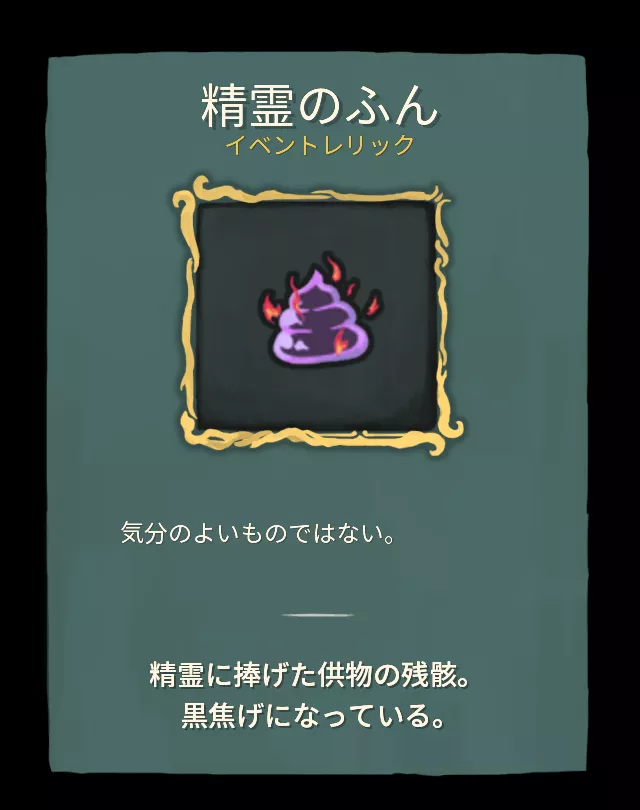 精霊のふん
イベントレリック
気分のよいものではない。
精霊に捧げた供物の残骸。
黒焦げになっている。